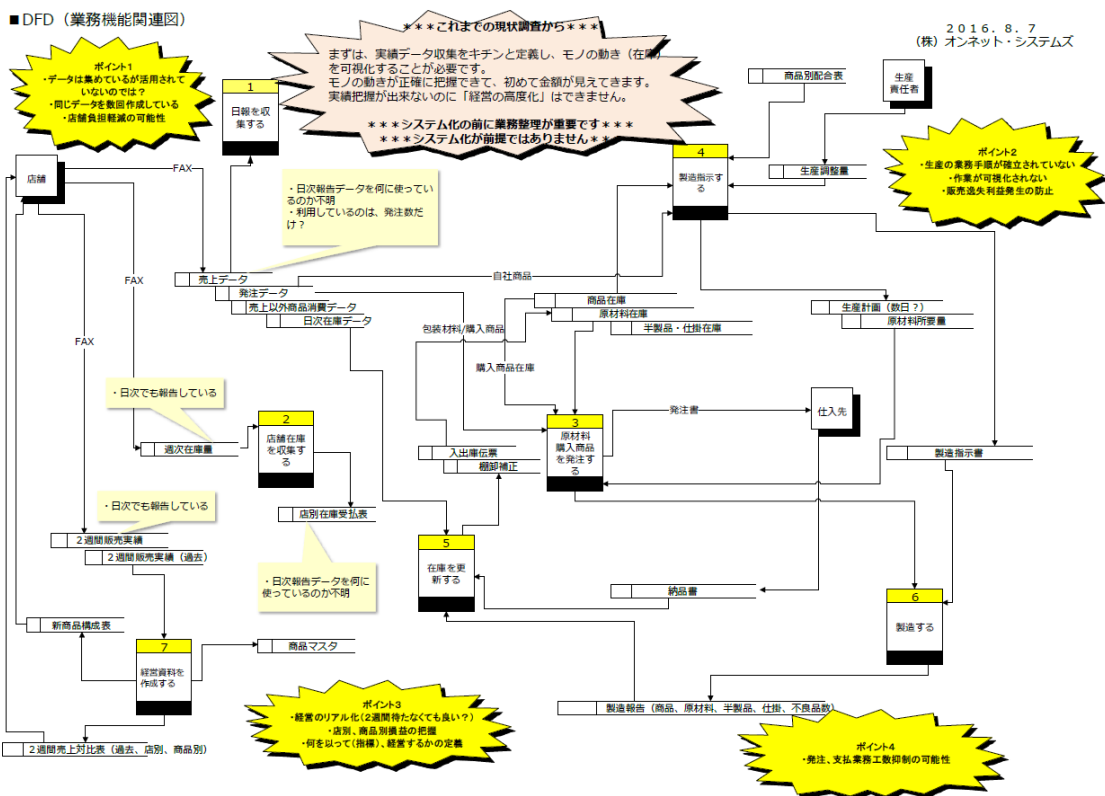 ■DFD（業務機能関連図）
2016．8．7
（株）オンネット・システムズ
＊＊＊これまでの現状調査から＊＊
まずは、実績データ収集をキチンと定義し、モノの動き（在庫）
を可視化することが必要です。
モノの動きが正確に把握できて、初めて金額が見えてきます。
実績把握が出来ないのに「経営の高度化」はできません。
＊＊＊システム化の前に業務整理が重要です＊＊＊
＊＊＊システム化が前提ではありません＊＊
ポイント1
・データは集めているが活用されて
いないのでは？
・同じデータを数回作成している
・店舗負担軽減の可能性
1
日報を収
集する
商品別配合表
生産
責任者
4
製造指示す
る
生産調整量
ポイント2
・生産の業務手順が確立されていない
・作業が可視化されない
・販売逸失利益発生の防止
店舗
FAX
・日次報告データを何に使ってい
るのか不明
・利用しているのは、発注数だ
け？
FAX
売上データ
発注データ
売上以外商品消費データ
日次在庫データ
自社商品
商品在庫
原材料在庫
半製品・仕掛在庫
生産計画（数日？）
原材料所要量
FAX
包装材料/購入商品
購入商品在庫
・日次でも報告している
2
店舗在庫
を収集す
る
週次在庫量
3
原材料
購入商品
を発注す
る
発注書
仕入先
入出庫伝票
棚卸補正
製造指示書
・日次でも報告している
店別在庫受払表
２週間販売実績
２週間販売実績（過去）
5
在庫を更
新する
・日次報告データを何に
使っているのか不明
納品書
6
製造する
新商品構成表
7
経営資料を
作成する
商品マスタ
ポイント3
・経営のリアル化（2週間待たなくても良い？）
・店別、商品別損益の把握
・何を以って（指標）、経営するかの定義
製造報告（商品、原材料、半製品、仕掛、不良品数）
２週間売上対比表（過去、店別、商品別）
ポイント4
・発注、支払業務工数抑制の可能性